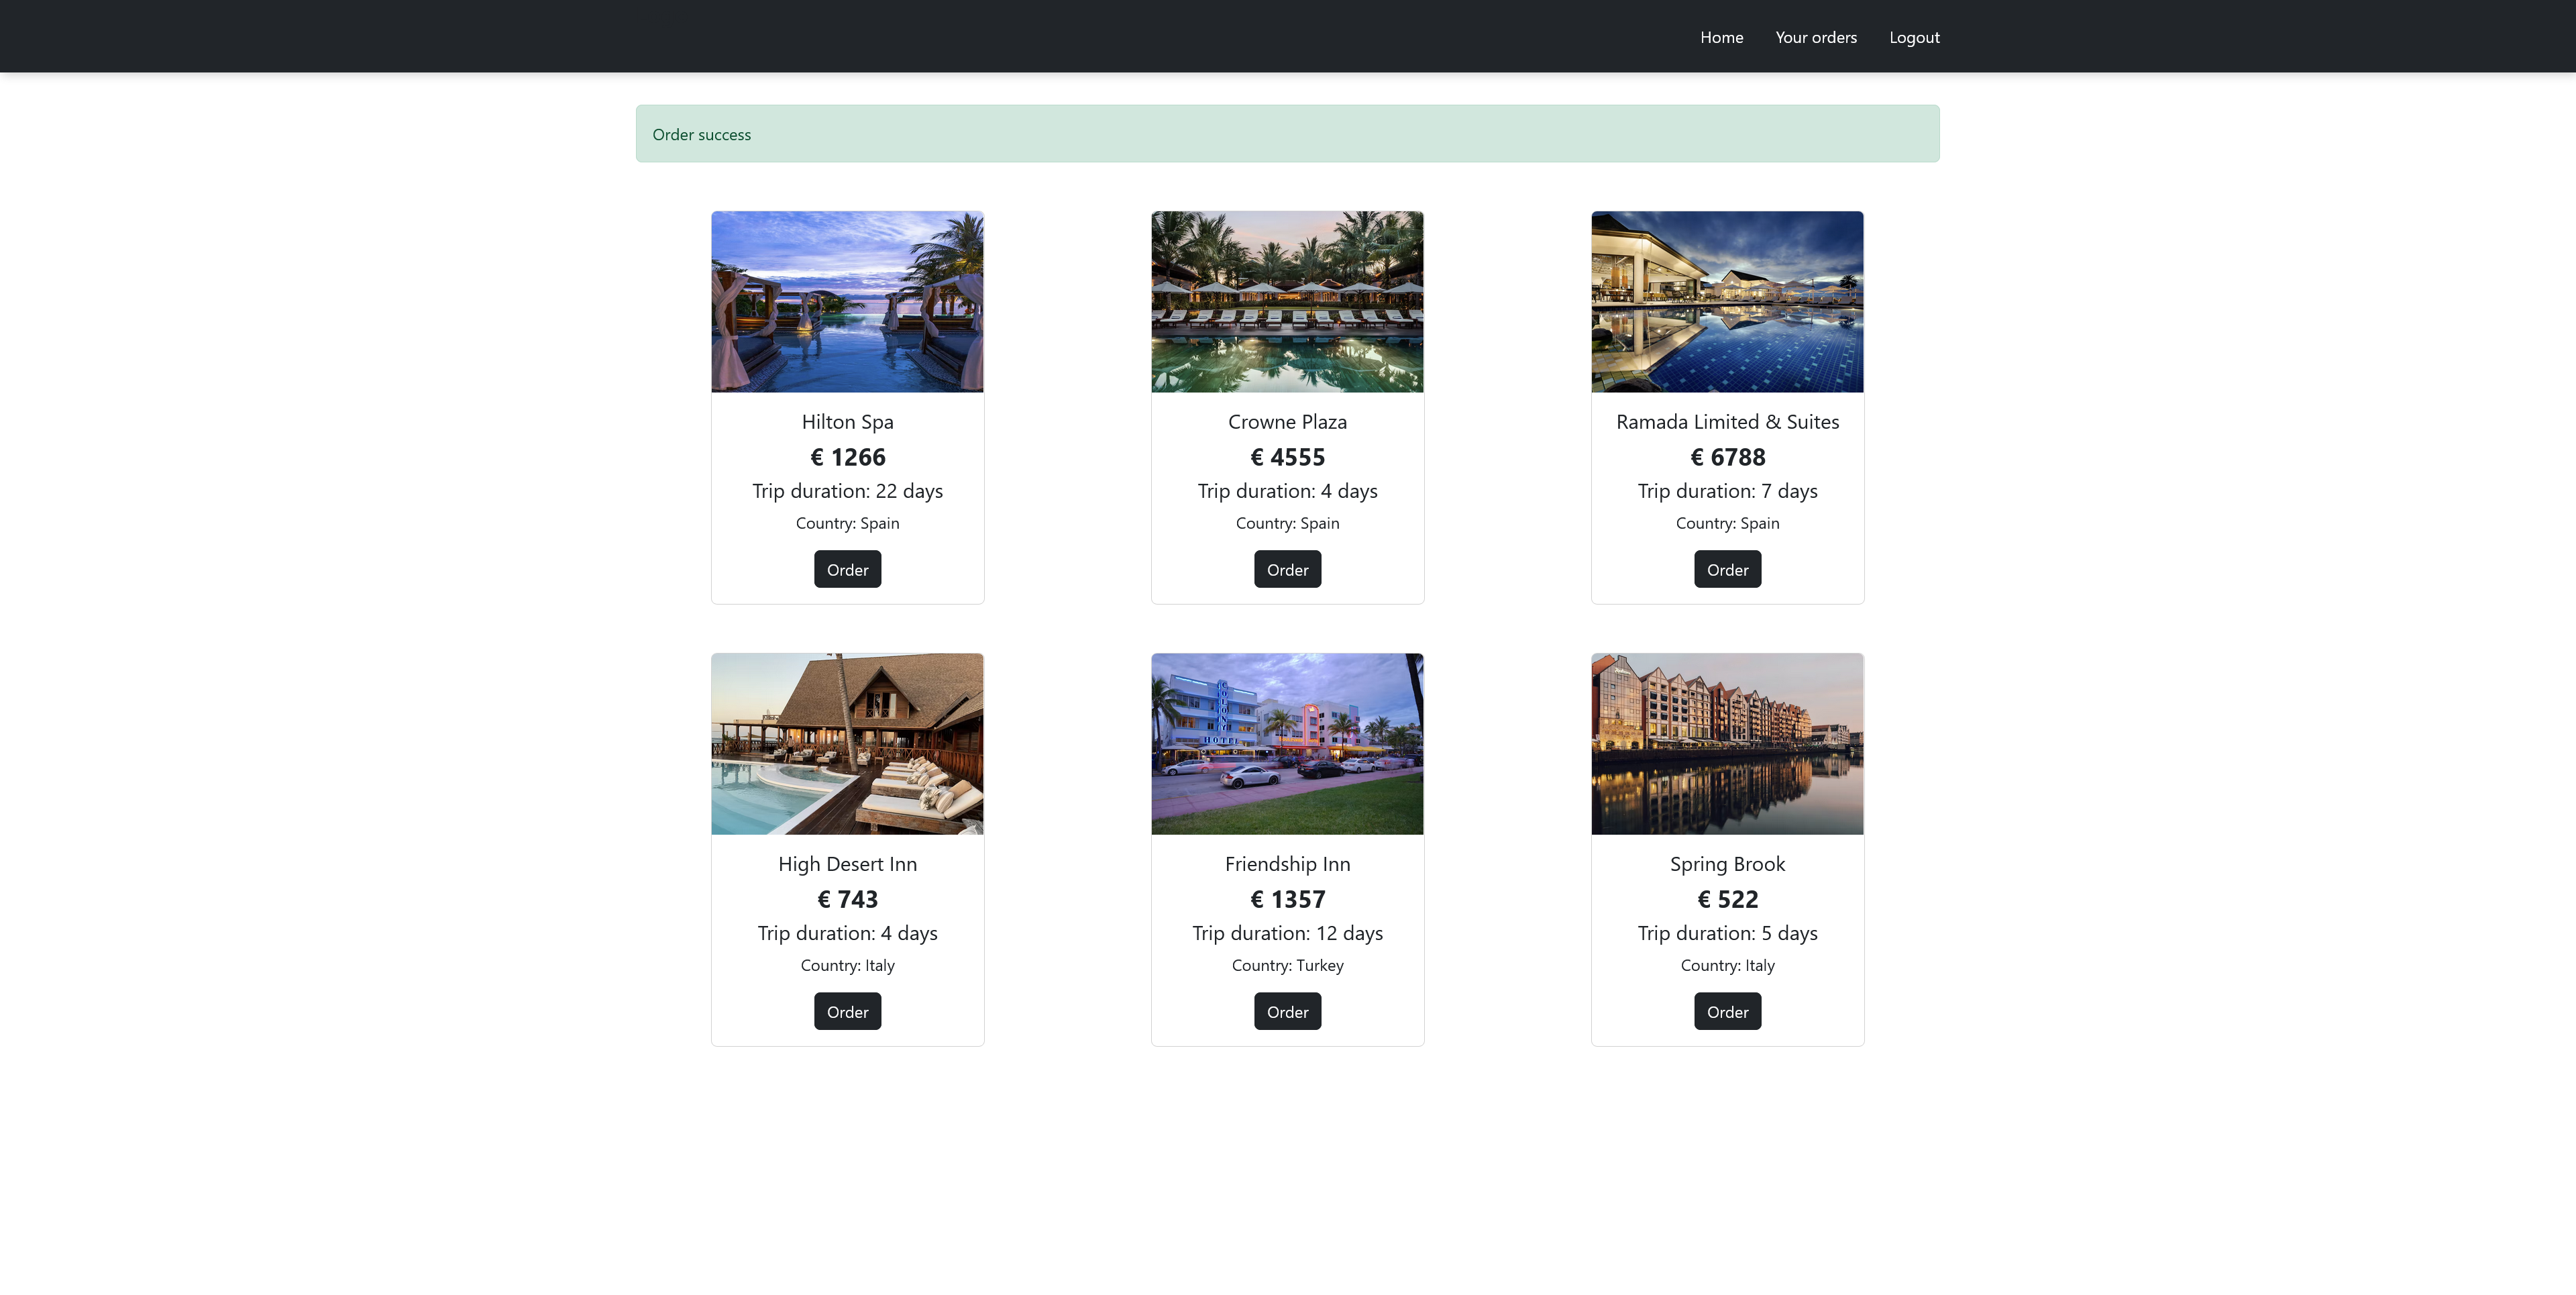 Home Your orders Logout
Order success
Hilton Spa
€ 1266
Trip duration: 22 days
Country: Spain
Order
Crowne Plaza
€ 4555
Trip duration: 4 days
Country: Spain
Order
Ramada Limited & Suites
€ 6788
Trip duration: 7 days
Country: Spain
Order
High Desert Inn
€ 743
Trip duration: 4 days
Country: Italy
Order
COLONY
HOTEL
Friendship Inn
€ 1357
Trip duration: 12 days
Country: Turkey
Order
Spring Brook
€ 522
Trip duration: 5 days
Country: Italy
Order